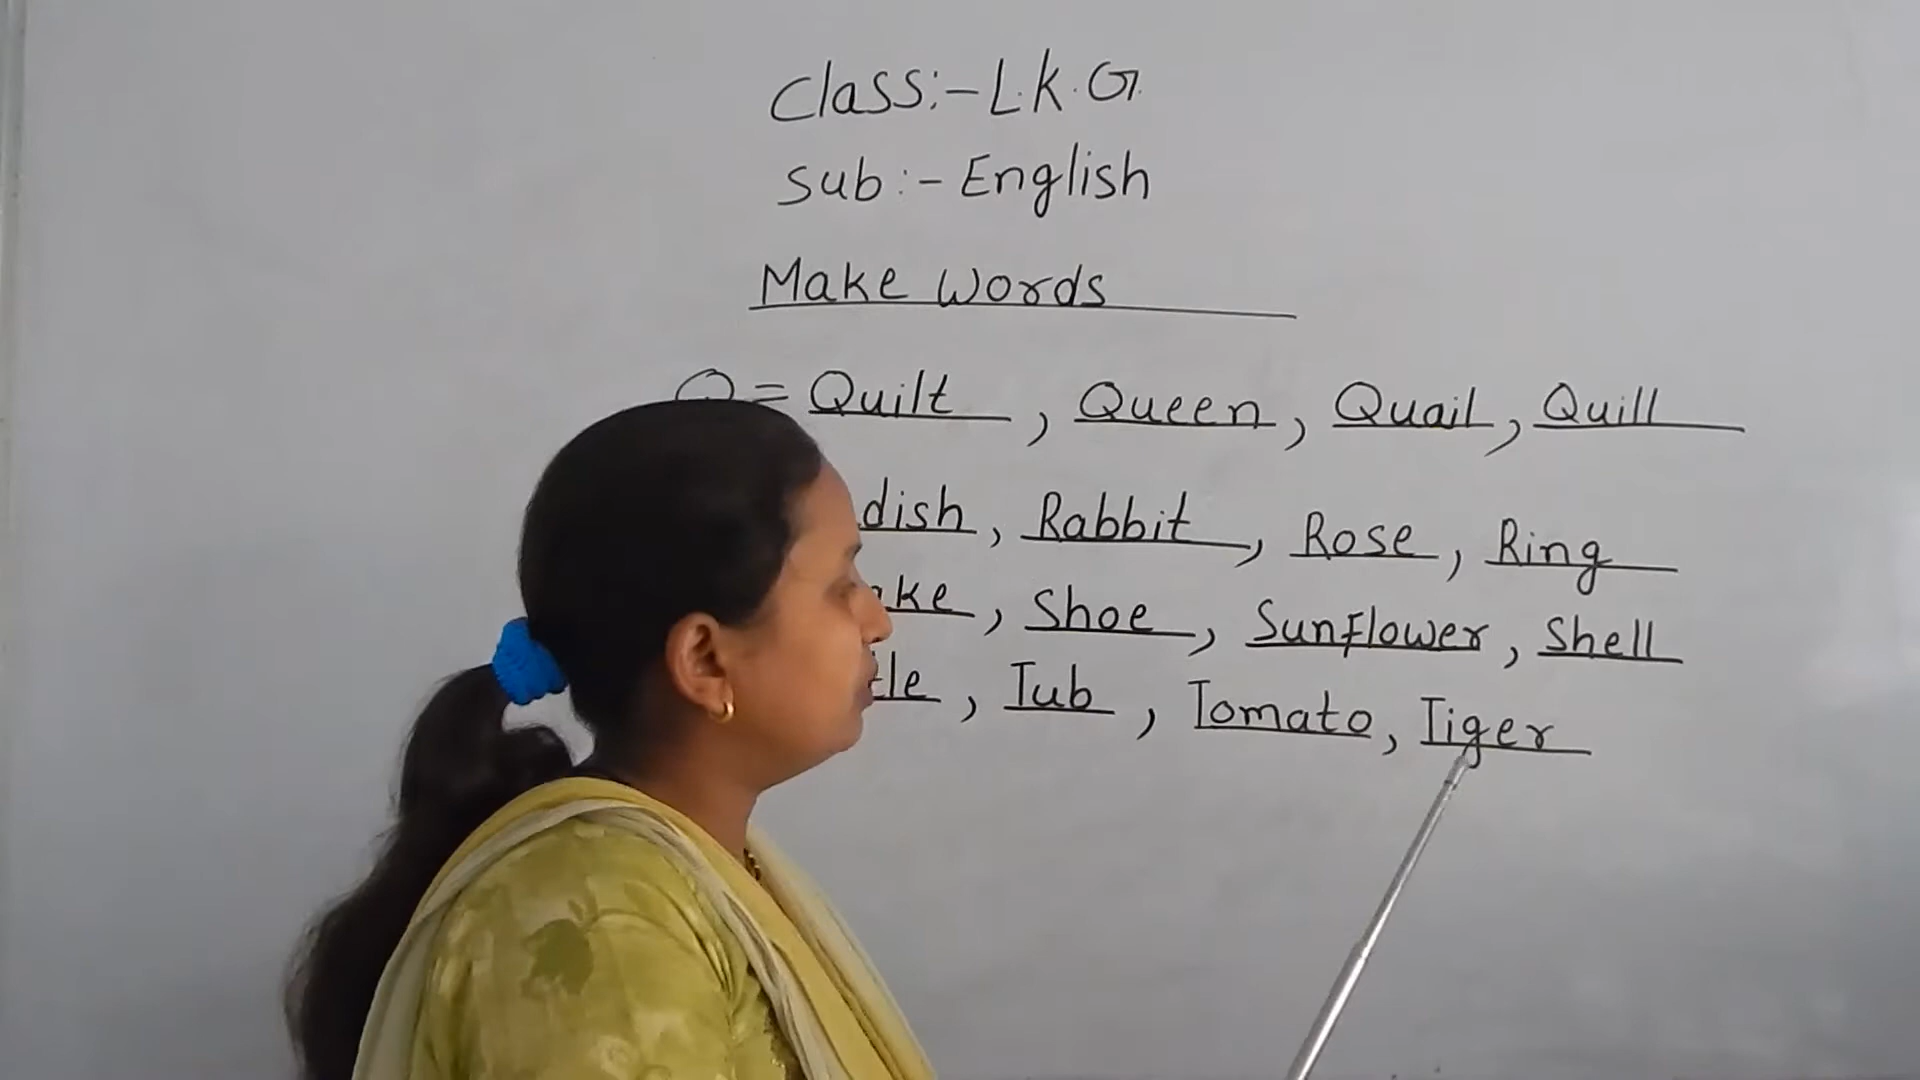 Class:- L.K.G.
Sub:- English
Make Words
Q = Quilt, Queen, Quail, Quill
dish, Rabbit, Rose, Ring
ke, Shoe, Sunflower, Shell
tle, Tub, Tomato, Tiger